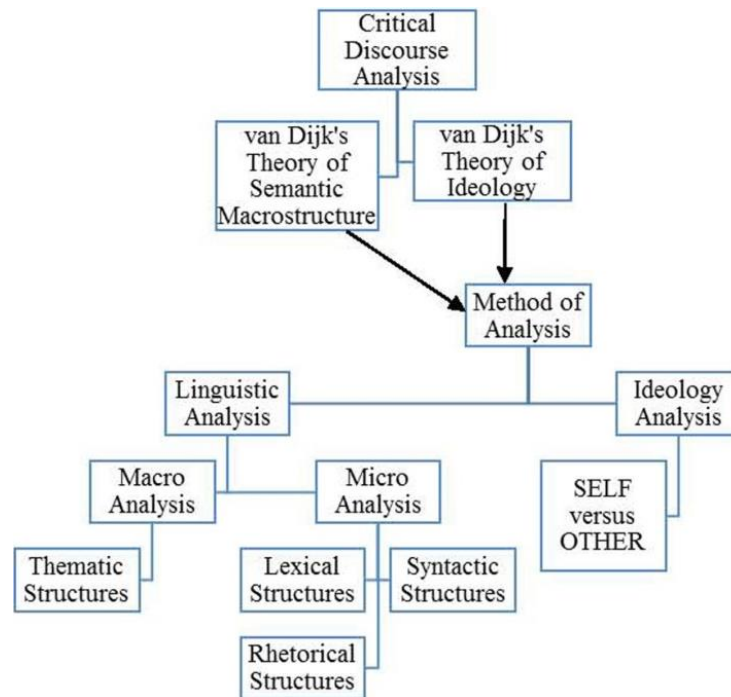 Critical
Discourse
Analysis
van Dijk's
Theory of
Semantic
Macrostructure
van Dijk's
Theory of
Ideology
Method of
Analysis
Linguistic
Analysis
Ideology
Analysis
Macro
Analysis
Micro
Analysis
SELF
versus
OTHER
Thematic
Structures
Lexical
Structures
Syntactic
Structures
Rhetorical
Structures